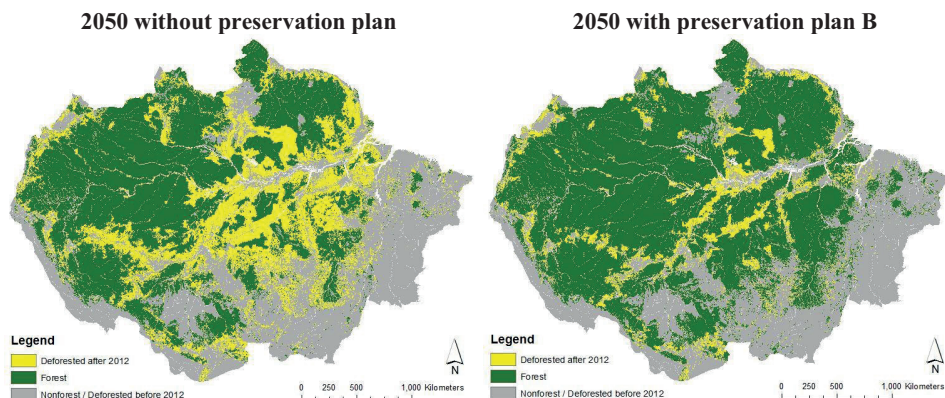 2050 without preservation plan
Legend
Deforested after 2012
Forest
Nonforest / Deforested before 2012
N
0 250 500 1,000 Kilometers
2050 with preservation plan B
Legend
Deforested after 2012
Forest
Nonforest / Deforested before 2012
N
0 250 500 1,000 Kilometers